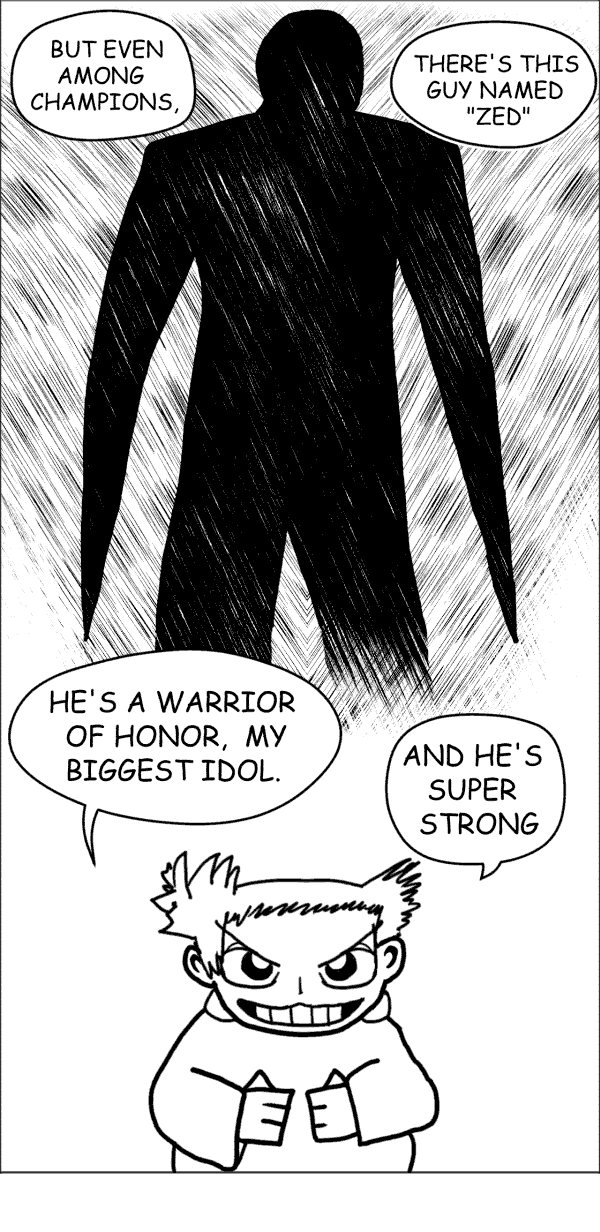 BUT EVEN
AMONG
CHAMPIONS,
THERE'S THIS
GUY NAMED
"ZED"
HE'S A WARRIOR
OF HONOR, MY
BIGGEST IDOL.
AND HE'S
SUPER
STRONG